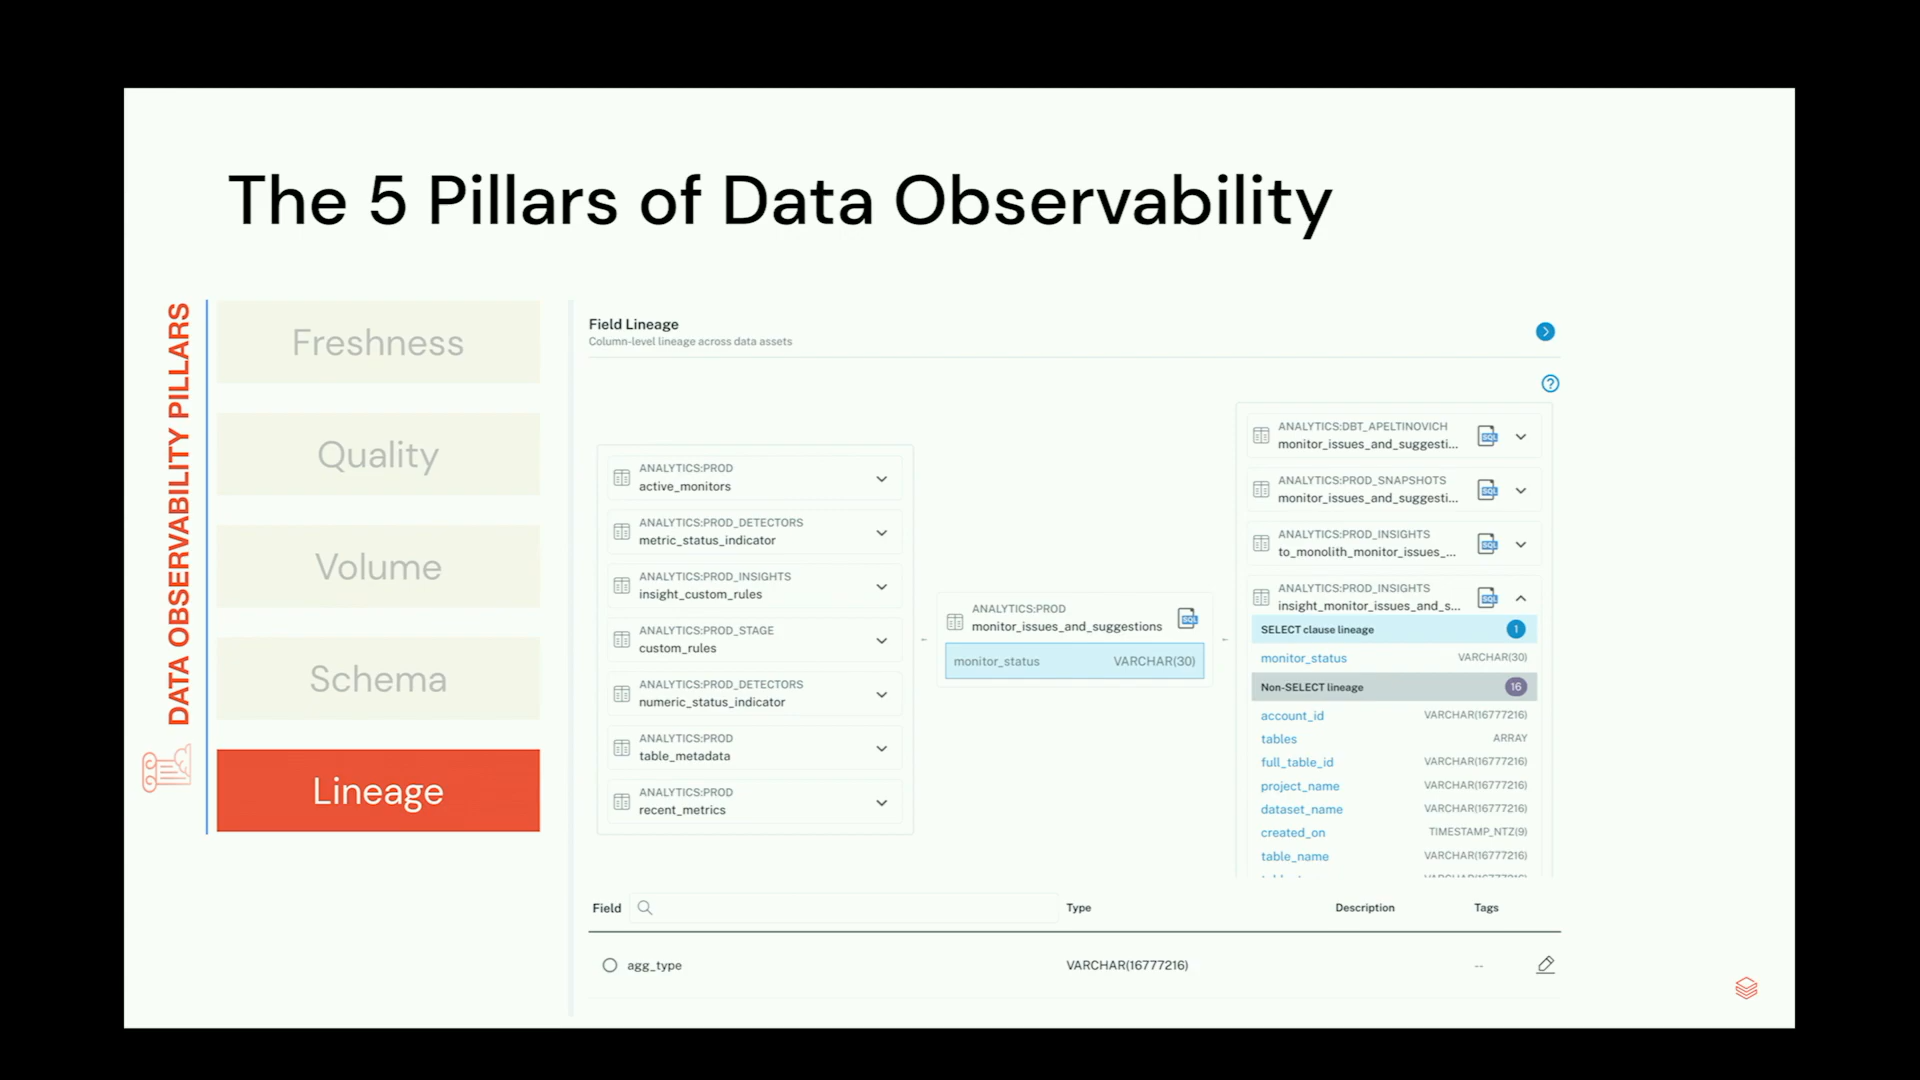 The 5 Pillars of Data Observability
DATA OBSERVABILITY PILLARS
Freshness
Quality
Volume
Schema
Lineage
Field Lineage
Column-level lineage across data assets
ANALYTICS:PROD
active_monitors
ANALYTICS:PROD_DETECTORS
metric_status_indicator
ANALYTICS:PROD_INSIGHTS
insight_custom_rules
ANALYTICS:PROD_STAGE
custom_rules
ANALYTICS:PROD_DETECTORS
numeric_status_indicator
ANALYTICS:PROD
table_metadata
ANALYTICS:PROD
recent_metrics
ANALYTICS:PROD
monitor_issues_and_suggestions
SQL
monitor_status VARCHAR(30)
ANALYTICS:DBT_APELTINOVICH
monitor_issues_and_suggesti...
SQL
ANALYTICS:PROD_SNAPSHOTS
monitor_issues_and_suggesti...
SQL
ANALYTICS:PROD_INSIGHTS
to_monolith_monitor_issues_...
SQL
ANALYTICS:PROD_INSIGHTS
insight_monitor_issues_and_s...
SQL
SELECT clause lineage 1
monitor_status VARCHAR(30)
Non-SELECT lineage 16
account_id VARCHAR(16777216)
tables ARRAY
full_table_id VARCHAR(16777216)
project_name VARCHAR(16777216)
dataset_name VARCHAR(16777216)
created_on TIMESTAMP_NTZ(9)
table_name VARCHAR(16777216)
Field Type Description Tags
agg_type VARCHAR(16777216) --